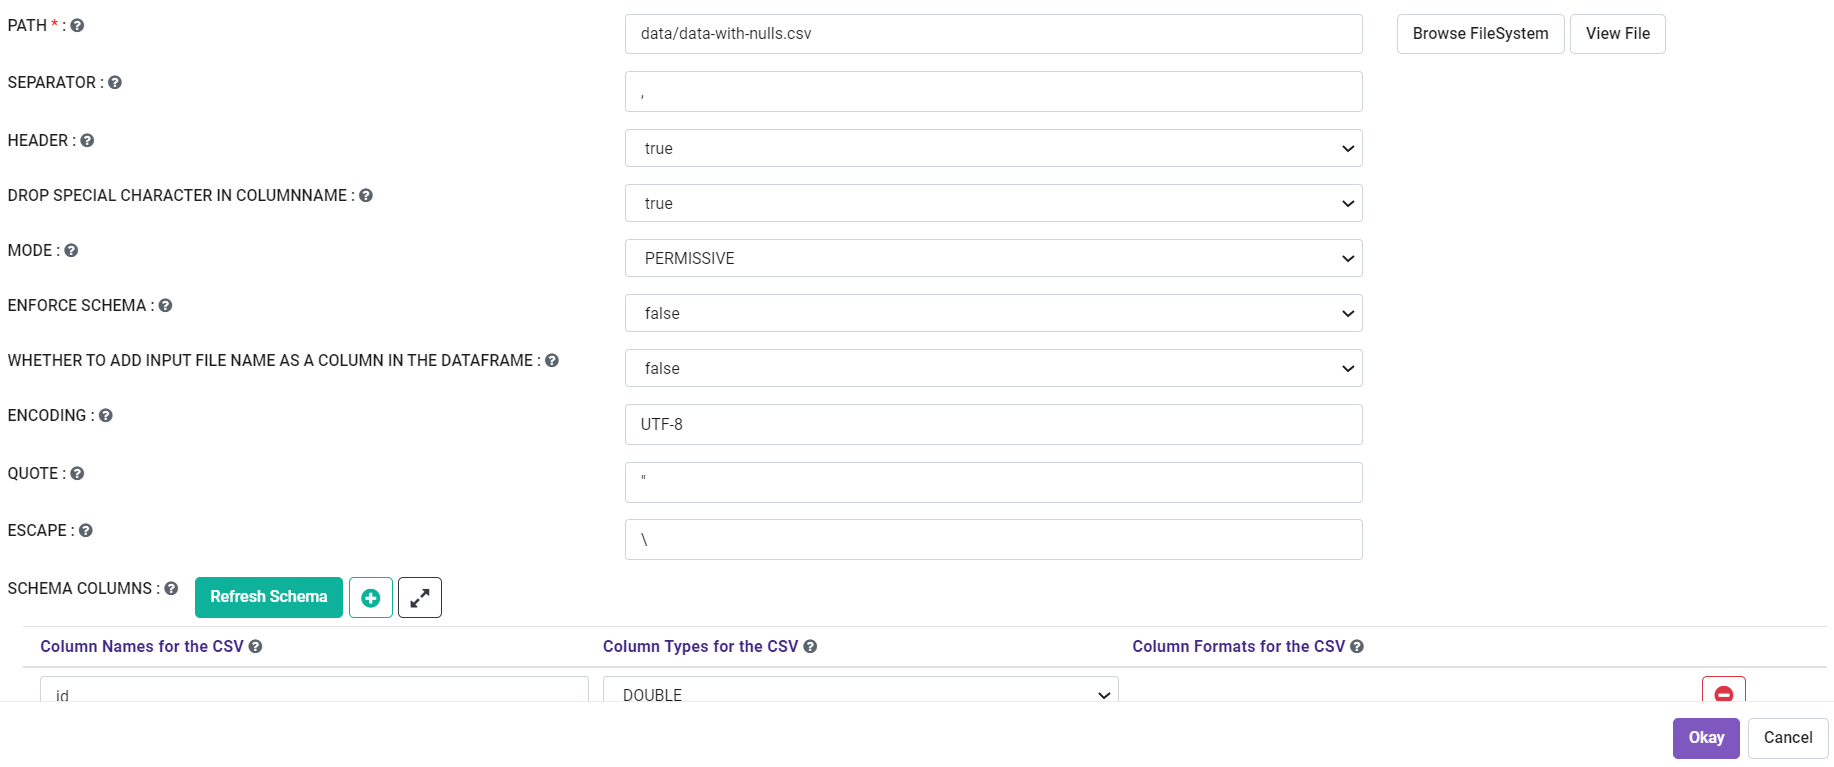 PATH * :
data/data-with-nulls.csv
Browse FileSystem
View File
SEPARATOR :
,
HEADER :
true
DROP SPECIAL CHARACTER IN COLUMNNAME :
true
MODE :
PERMISSIVE
ENFORCE SCHEMA :
false
WHETHER TO ADD INPUT FILE NAME AS A COLUMN IN THE DATAFRAME :
false
ENCODING :
UTF-8
QUOTE :
"
ESCAPE :
\
SCHEMA COLUMNS :
Refresh Schema
Column Names for the CSV
Column Types for the CSV
Column Formats for the CSV
id
DOUBLE
Okay
Cancel